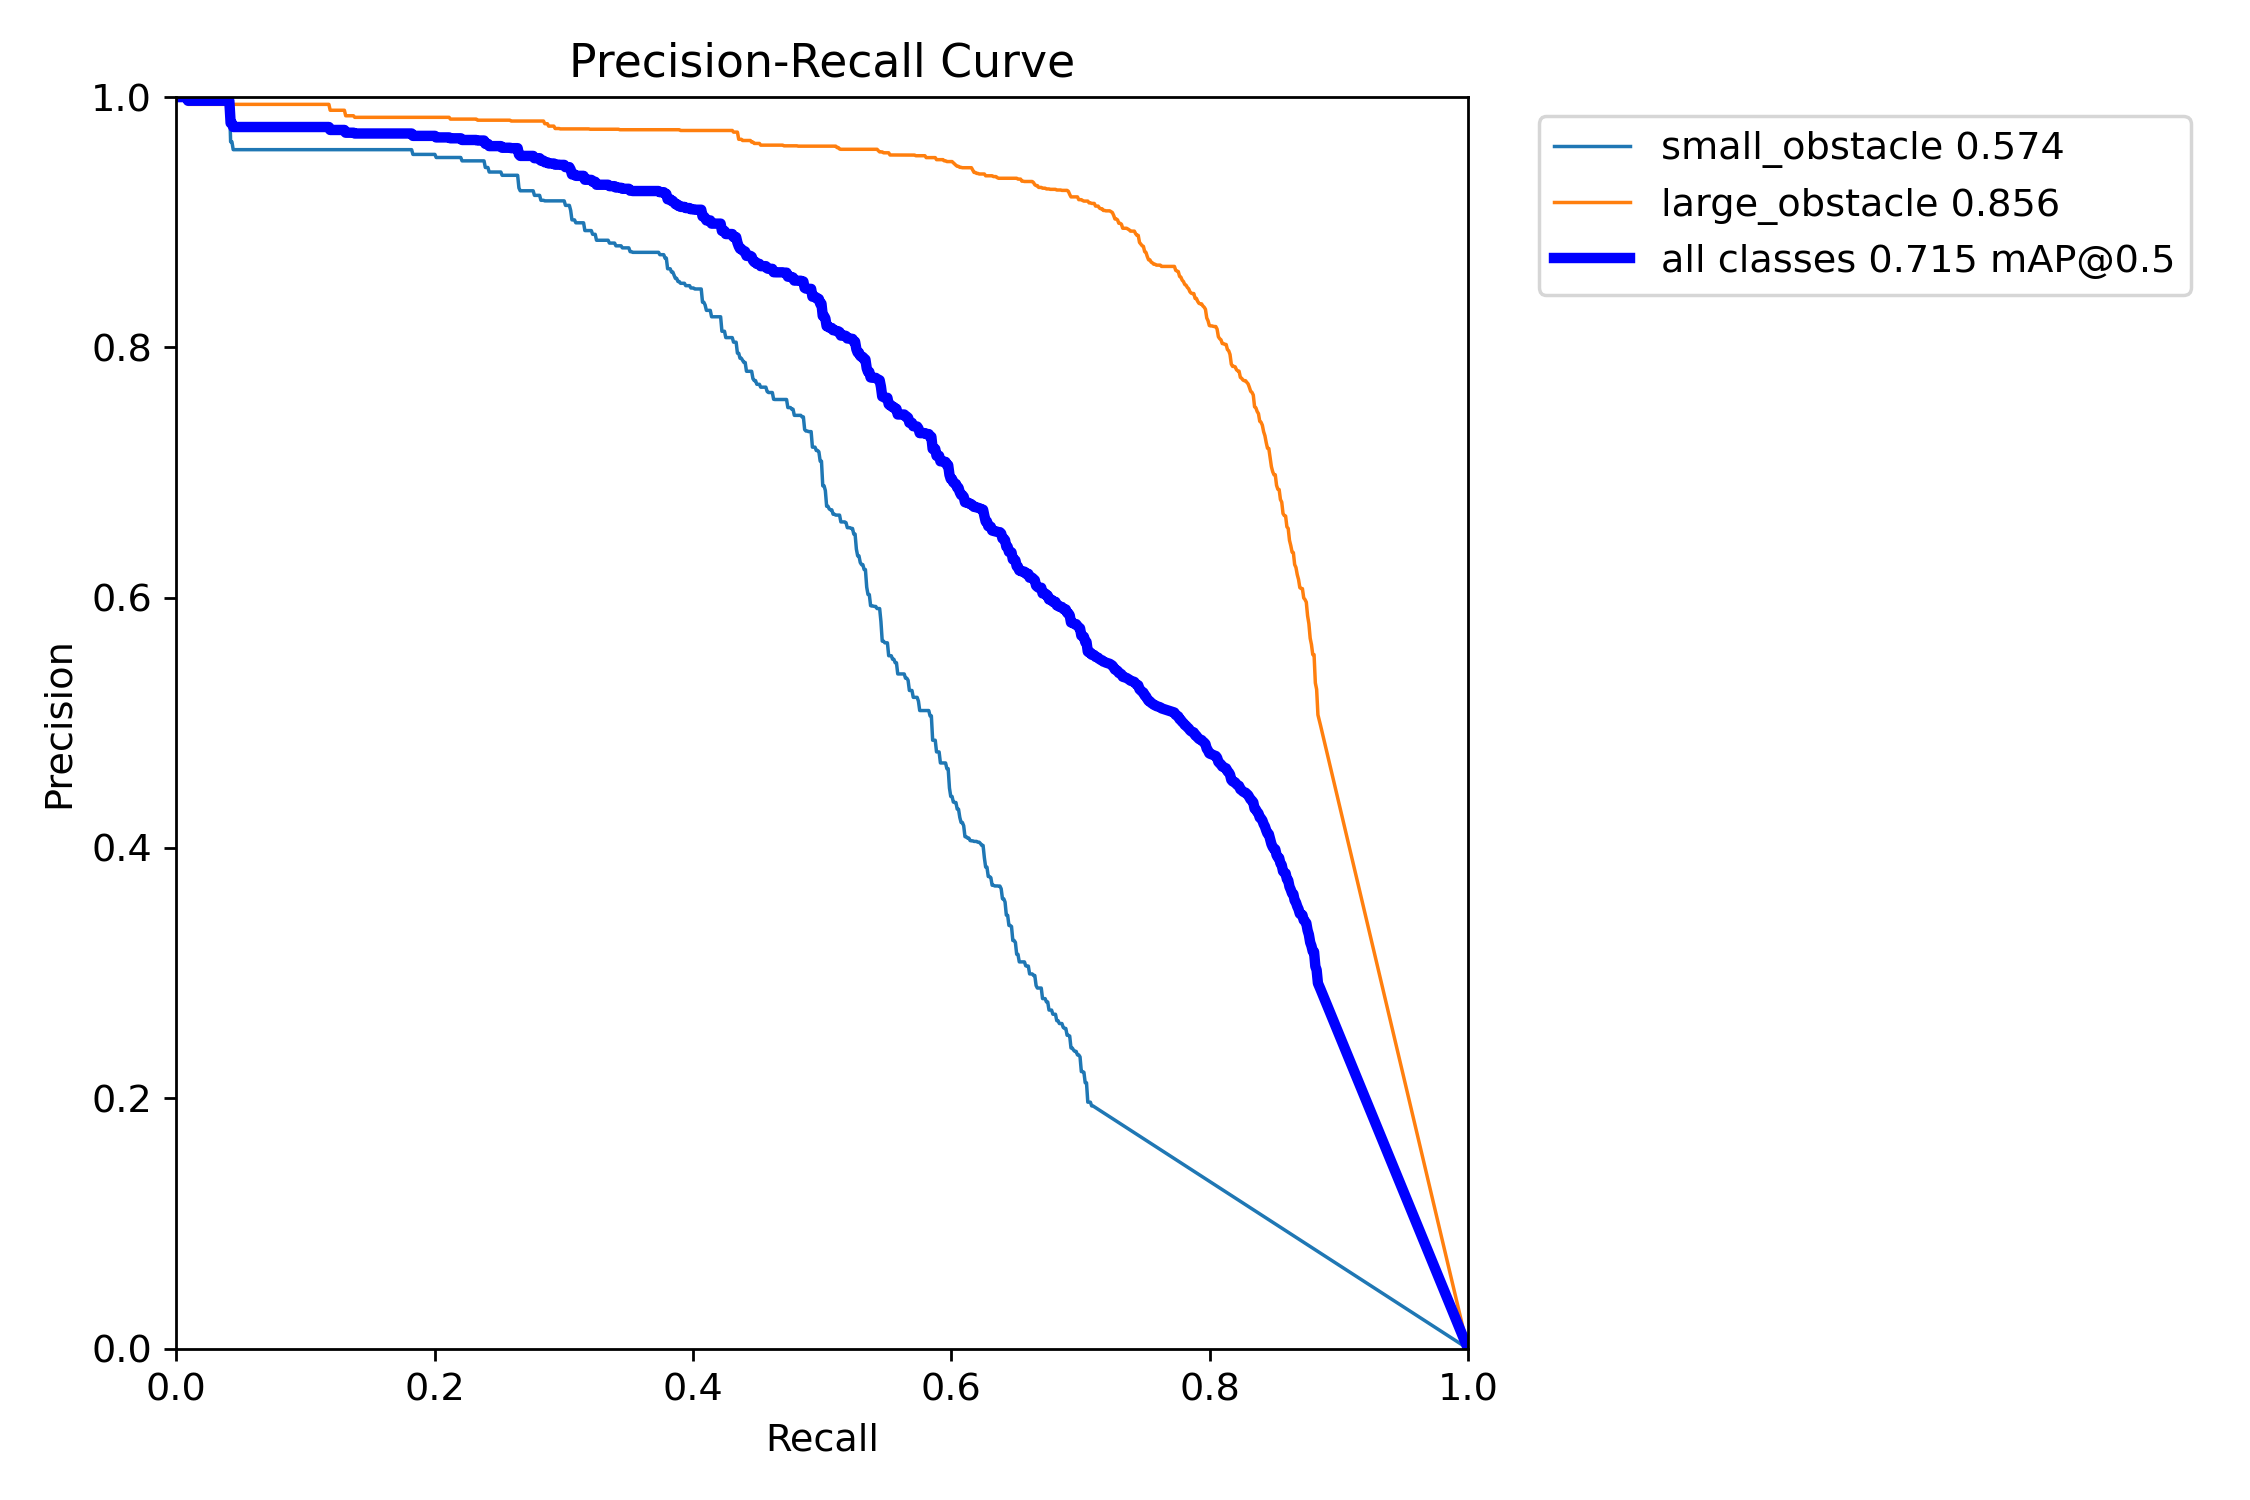 Precision-Recall Curve
1.0
0.8
0.6
0.4
0.2
0.0
Precision
0.0 0.2 0.4 0.6 0.8 1.0
Recall
small_obstacle 0.574
large_obstacle 0.856
all classes 0.715 mAP@0.5